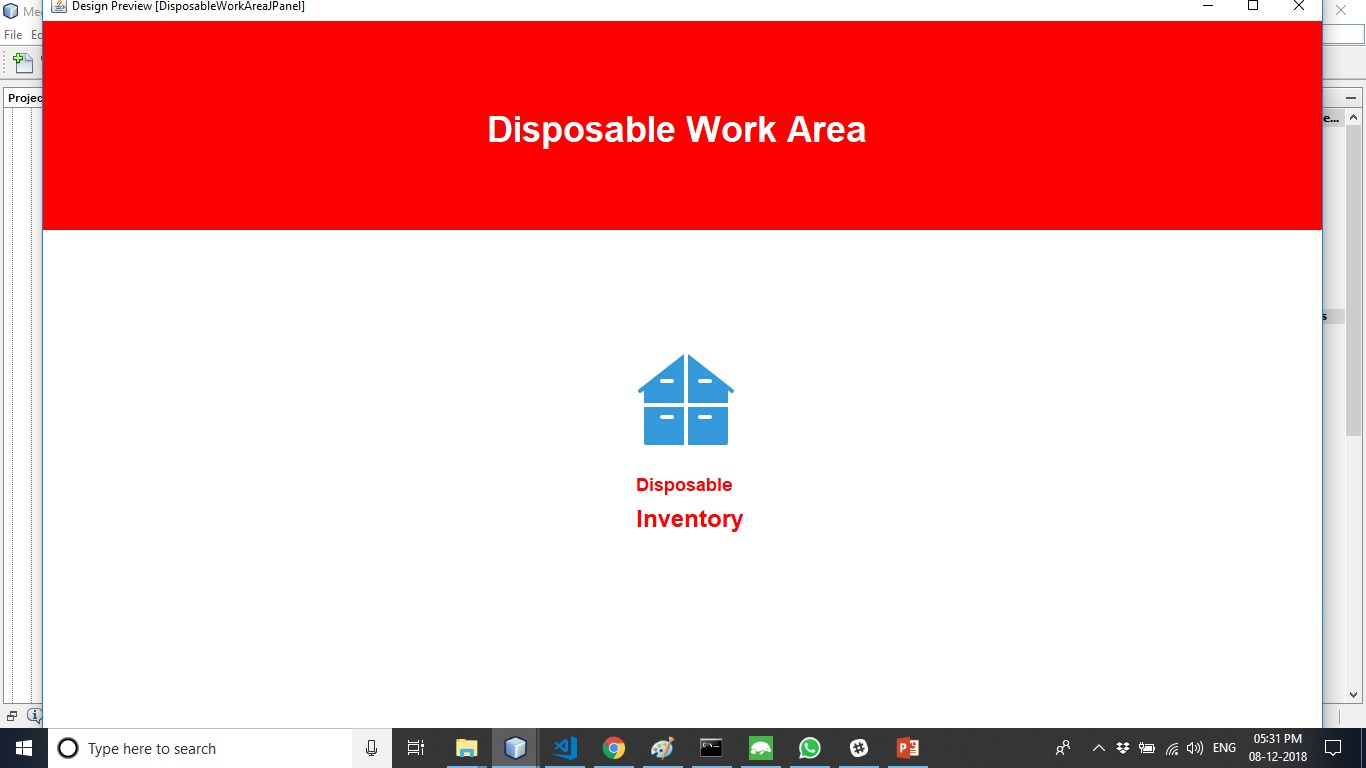 Design Preview [DisposableWorkAreaJPanel]
File
Projec
e...
Disposable Work Area
s
Disposable
Inventory
Type here to search
ENG
05:31 PM
08-12-2018